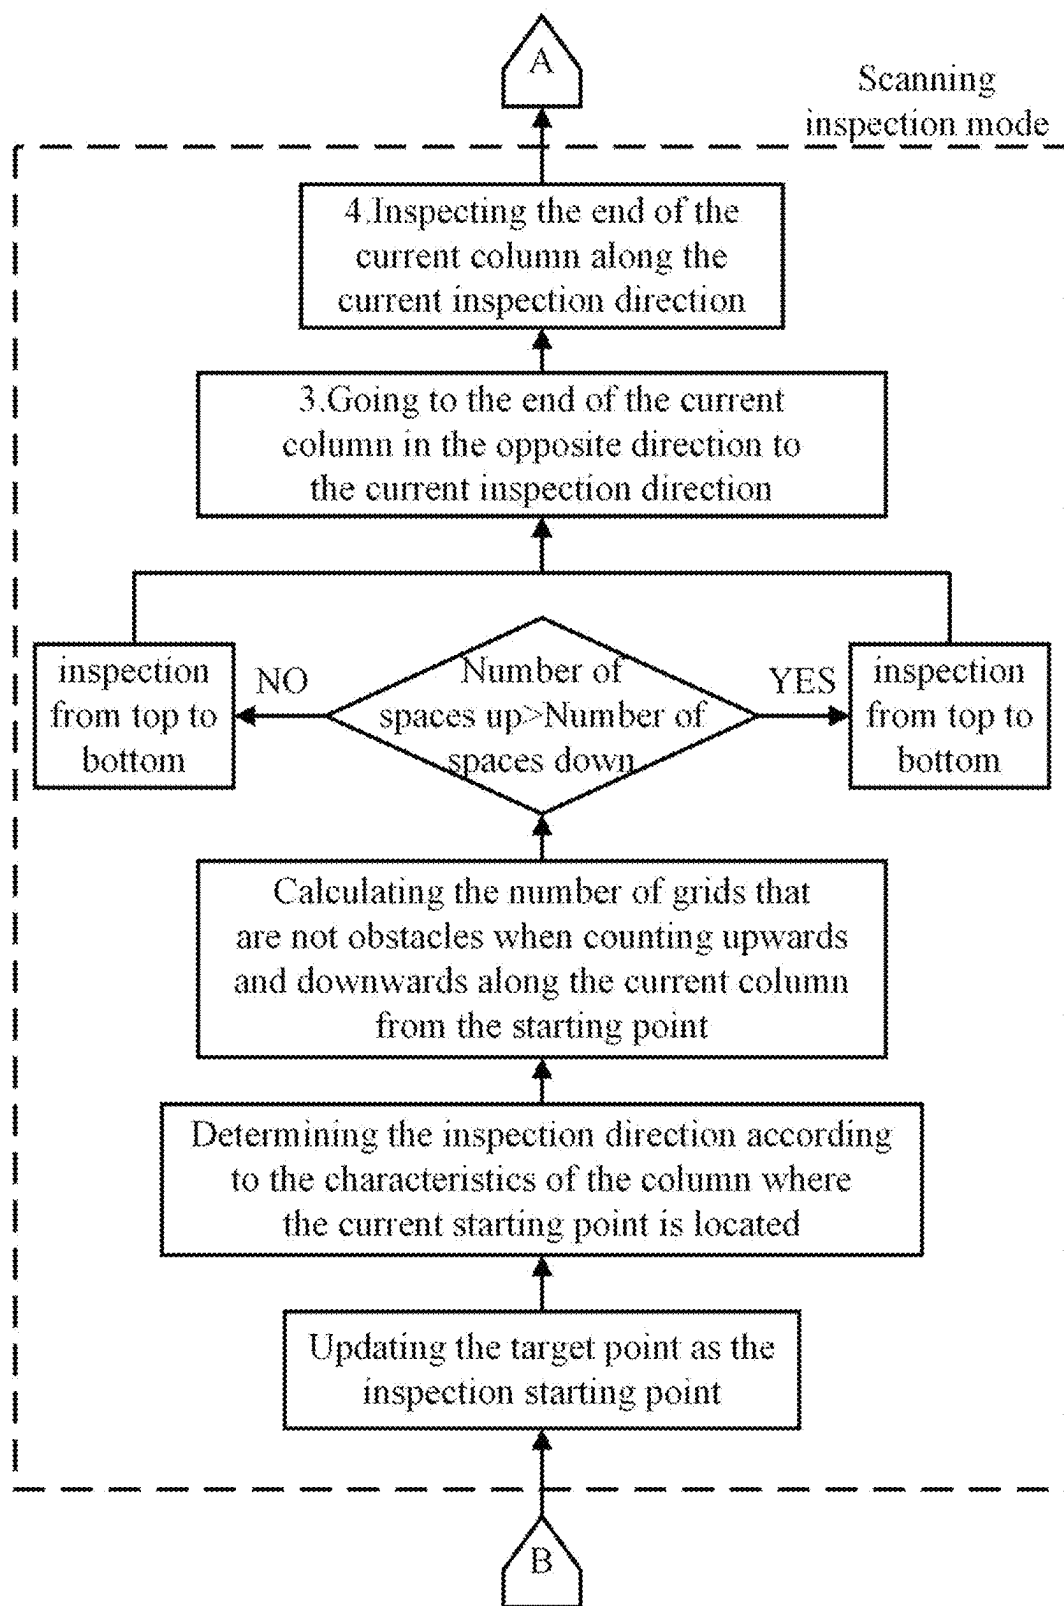 A
Scanning
inspection mode
4.Inspecting the end of the
current column along the
current inspection direction
3.Going to the end of the current
column in the opposite direction to
the current inspection direction
inspection
from top to
bottom
NO
Number of
spaces up>Number of
spaces down
YES
inspection
from top to
bottom
Calculating the number of grids that
are not obstacles when counting upwards
and downwards along the current column
from the starting point
Determining the inspection direction according
to the characteristics of the column where
the current starting point is located
Updating the target point as the
inspection starting point
B